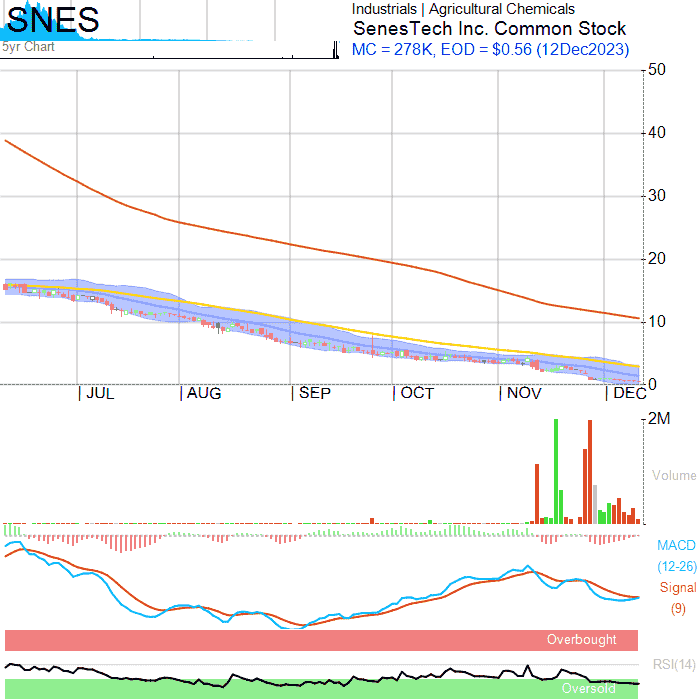 SNES
5yr Chart
Industrials | Agricultural Chemicals
SenesTech Inc. Common Stock
MC = 278K, EOD = $0.56 (12Dec2023)
50
40
30
20
10
0
| JUL | AUG | SEP | OCT | NOV | DEC
2M
Volume
MACD
(12-26)
Signal
(9)
Overbought
RSI(14)
Oversold